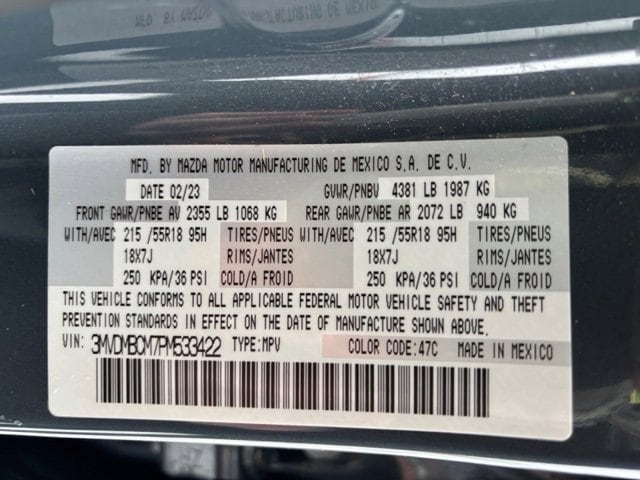 MFD. BY MAZDA MOTOR MANUFACTURING DE MEXICO S.A. DE C.V.
DATE 02/23 GVWR/PNBV 4381 LB 1987 KG
FRONT GAWR/PNBE AV 2355 LB 1068 KG REAR GAWR/PNBE AR 2072 LB 940 KG
WITH/AVEC 215 /55R18 95H TIRES/PNEUS WITH/AVEC 215 /55R18 95H TIRES/PNEUS
18X7J RIMS/JANTES 18X7J RIMS/JANTES
250 KPA/36 PSI COLD/A FROID 250 KPA/36 PSI COLD/A FROID
THIS VEHICLE CONFORMS TO ALL APPLICABLE FEDERAL MOTOR VEHICLE SAFETY AND THEFT
PREVENTION STANDARDS IN EFFECT ON THE DATE OF MANUFACTURE SHOWN ABOVE.
VIN: 3MVDMBCM7PM533422 TYPE:MPV COLOR CODE:47C MADE IN MEXICO